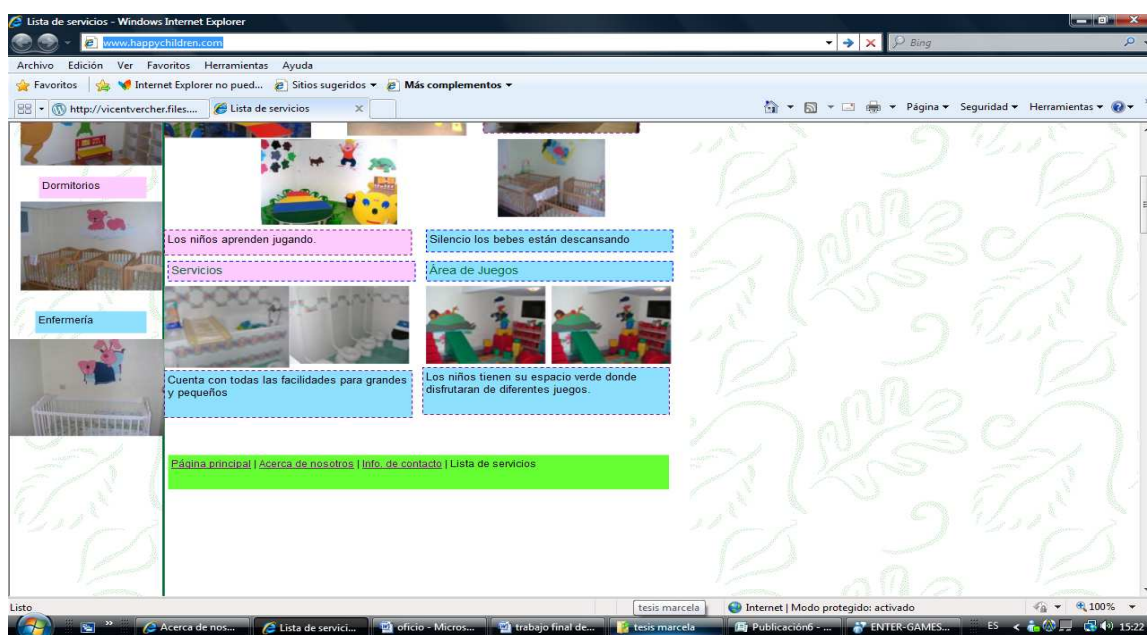 Lista de servicios - Windows Internet Explorer
www.happychildren.com
Bing
Archivo Edición Ver Favoritos Herramientas Ayuda
Favoritos Internet Explorer no pued... Sitios sugeridos Más complementos
http://vicentvercher.files.... Lista de servicios Página Seguridad Herramientas
Dormitorios
Los niños aprenden jugando.
Silencio los bebes están descansando
Servicios
Área de Juegos
Enfermería
Cuenta con todas las facilidades para grandes
y pequeños
Los niños tienen su espacio verde donde
disfrutaran de diferentes juegos.
Página principal | Acerca de nosotros | Info. de contacto | Lista de servicios
Listo
tesis marcela
Internet | Modo protegido: activado
100%
Acerca de nos... Lista de servici... oficio - Micros... trabajo final de... tesis marcela Publicación6 - ... ENTER-GAMES... ES 15:22